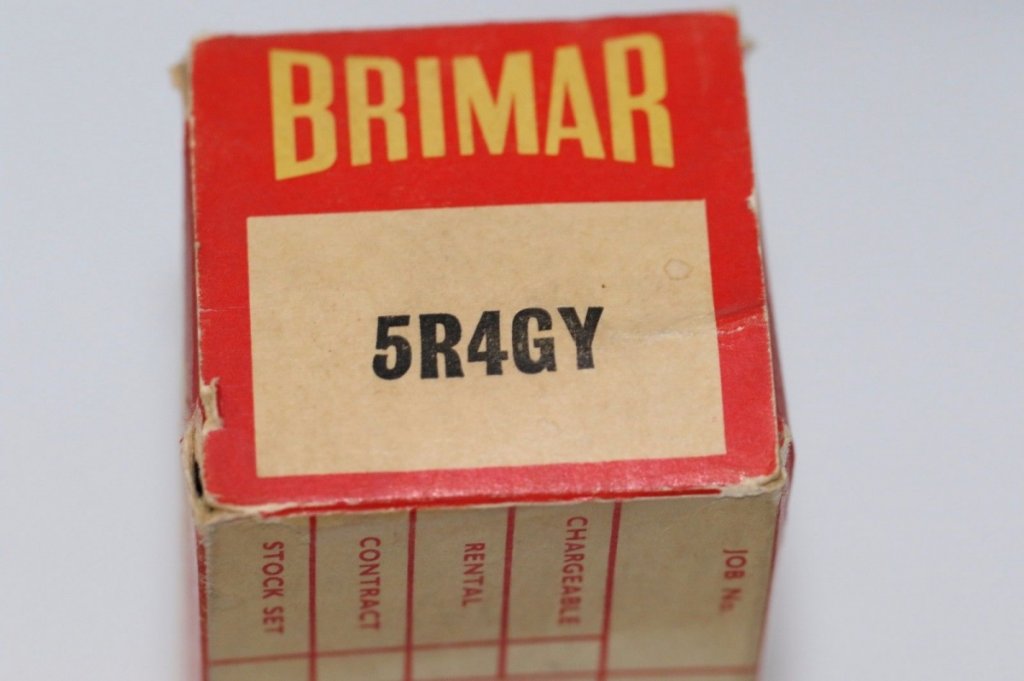 BRIMAR
5R4GY
STOCK SET
CONTRACT
RENTAL
CHARGEABLE
JOB No.